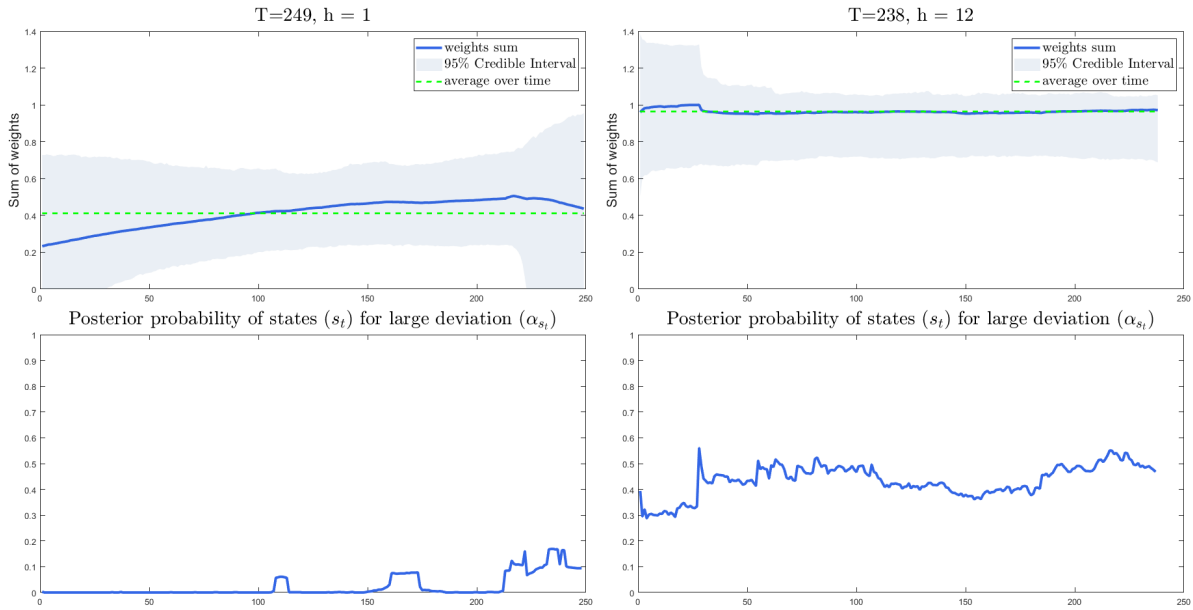 T=249, h = 1
1.4
1.2
1
0.8
0.6
0.4
0.2
0
Sum of weights
weights sum
95% Credible Interval
average over time
0 50 100 150 200 250
T=238, h = 12
1.4
1.2
1
0.8
0.6
0.4
0.2
0
Sum of weights
weights sum
95% Credible Interval
average over time
0 50 100 150 200 250
Posterior probability of states (s_t) for large deviation (α_{s_t})
1
0.9
0.8
0.7
0.6
0.5
0.4
0.3
0.2
0.1
0
0 50 100 150 200 250
Posterior probability of states (s_t) for large deviation (α_{s_t})
1
0.9
0.8
0.7
0.6
0.5
0.4
0.3
0.2
0.1
0
0 50 100 150 200 250